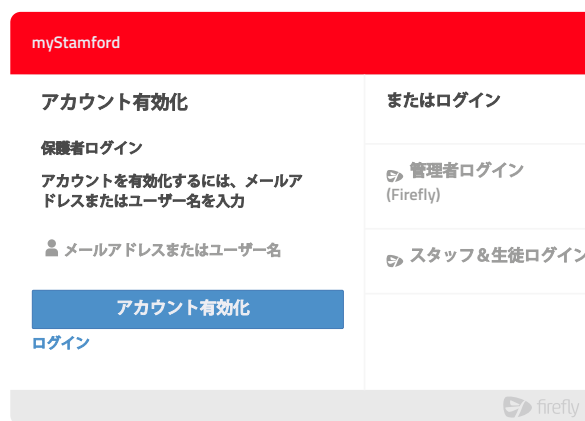 myStamford
アカウント有効化
保護者ログイン
アカウントを有効化するには、メールア
ドレスまたはユーザー名を入力
メールアドレスまたはユーザー名
アカウント有効化
ログイン
またはログイン
管理者ログイン
(Firefly)
スタッフ＆生徒ログイン
firefly